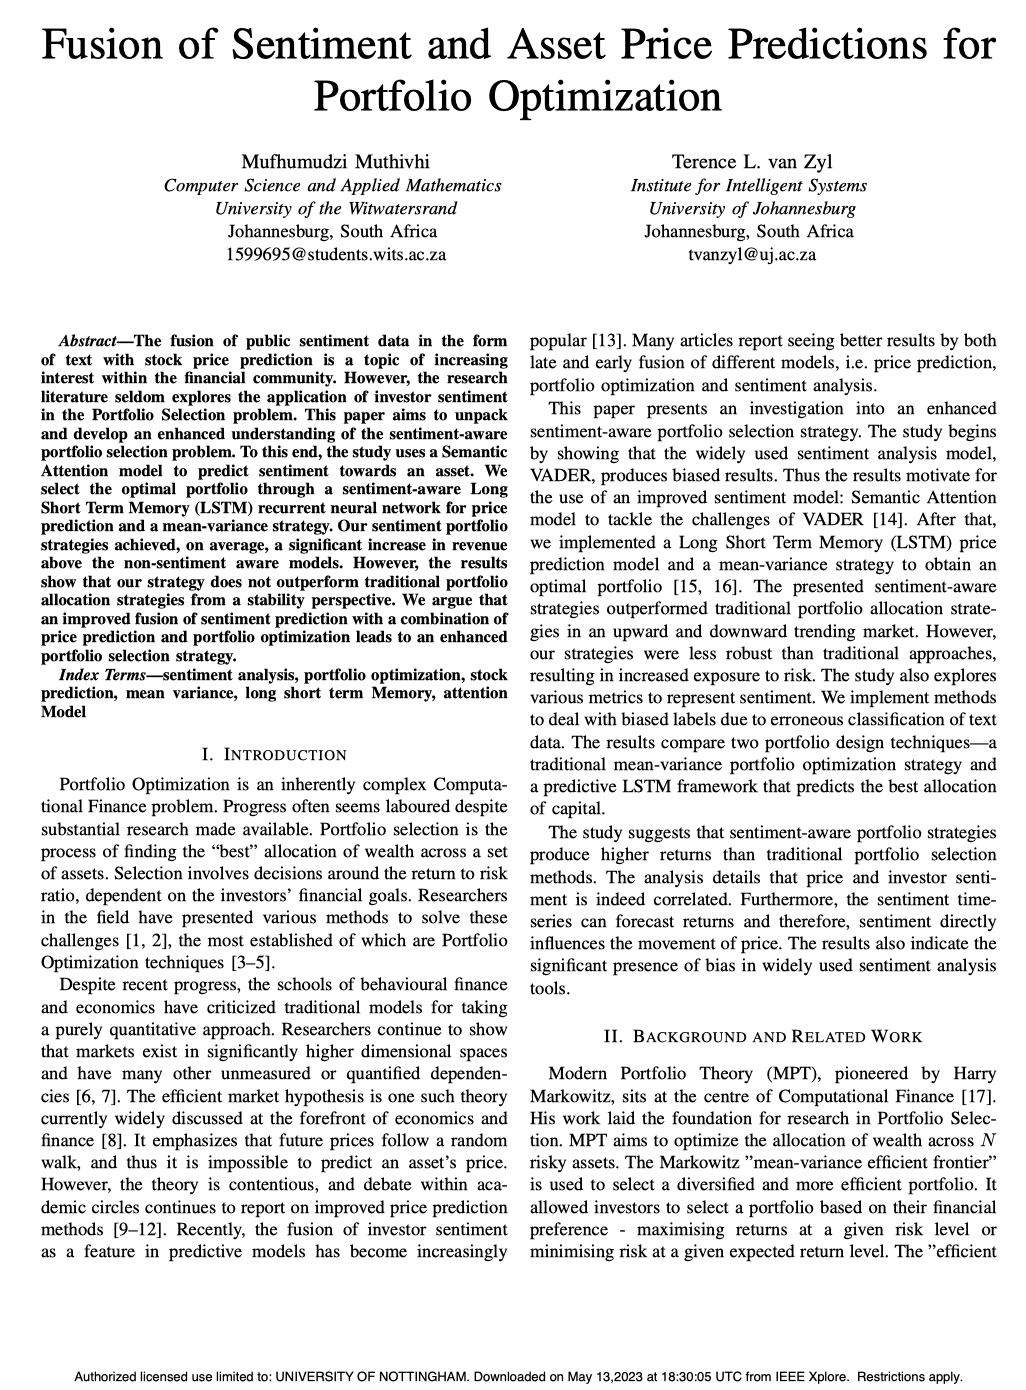 Fusion of Sentiment and Asset Price Predictions for
Portfolio Optimization
Mufhumudzi Muthivhi
Computer Science and Applied Mathematics
University of the Witwatersrand
Johannesburg, South Africa
1599695@students.wits.ac.za
Terence L. van Zyl
Institute for Intelligent Systems
University of Johannesburg
Johannesburg, South Africa
tvanzyl@uj.ac.za
Abstract—The fusion of public sentiment data in the form
of text with stock price prediction is a topic of increasing
interest within the financial community. However, the research
literature seldom explores the application of investor sentiment
in the Portfolio Selection problem. This paper aims to unpack
and develop an enhanced understanding of the sentiment-aware
portfolio selection problem. To this end, the study uses a Semantic
Attention model to predict sentiment towards an asset. We
select the optimal portfolio through a sentiment-aware Long
Short Term Memory (LSTM) recurrent neural network for price
prediction and a mean-variance strategy. Our sentiment portfolio
strategies achieved, on average, a significant increase in revenue
above the non-sentiment aware models. However, the results
show that our strategy does not outperform traditional portfolio
allocation strategies from a stability perspective. We argue that
an improved fusion of sentiment prediction with a combination of
price prediction and portfolio optimization leads to an enhanced
portfolio selection strategy.
Index Terms—sentiment analysis, portfolio optimization, stock
prediction, mean variance, long short term Memory, attention
Model
I. INTRODUCTION
Portfolio Optimization is an inherently complex Computa-
tional Finance problem. Progress often seems laboured despite
substantial research made available. Portfolio selection is the
process of finding the “best” allocation of wealth across a set
of assets. Selection involves decisions around the return to risk
ratio, dependent on the investors’ financial goals. Researchers
in the field have presented various methods to solve these
challenges [1, 2], the most established of which are Portfolio
Optimization techniques [3–5].
Despite recent progress, the schools of behavioural finance
and economics have criticized traditional models for taking
a purely quantitative approach. Researchers continue to show
that markets exist in significantly higher dimensional spaces
and have many other unmeasured or quantified dependen-
cies [6, 7]. The efficient market hypothesis is one such theory
currently widely discussed at the forefront of economics and
finance [8]. It emphasizes that future prices follow a random
walk, and thus it is impossible to predict an asset’s price.
However, the theory is contentious, and debate within aca-
demic circles continues to report on improved price prediction
methods [9–12]. Recently, the fusion of investor sentiment
as a feature in predictive models has become increasingly
popular [13]. Many articles report seeing better results by both
late and early fusion of different models, i.e. price prediction,
portfolio optimization and sentiment analysis.
This paper presents an investigation into an enhanced
sentiment-aware portfolio selection strategy. The study begins
by showing that the widely used sentiment analysis model,
VADER, produces biased results. Thus the results motivate for
the use of an improved sentiment model: Semantic Attention
model to tackle the challenges of VADER [14]. After that,
we implemented a Long Short Term Memory (LSTM) price
prediction model and a mean-variance strategy to obtain an
optimal portfolio [15, 16]. The presented sentiment-aware
strategies outperformed traditional portfolio allocation strate-
gies in an upward and downward trending market. However,
our strategies were less robust than traditional approaches,
resulting in increased exposure to risk. The study also explores
various metrics to represent sentiment. We implement methods
to deal with biased labels due to erroneous classification of text
data. The results compare two portfolio design techniques—a
traditional mean-variance portfolio optimization strategy and
a predictive LSTM framework that predicts the best allocation
of capital.
The study suggests that sentiment-aware portfolio strategies
produce higher returns than traditional portfolio selection
methods. The analysis details that price and investor senti-
ment is indeed correlated. Furthermore, the sentiment time-
series can forecast returns and therefore, sentiment directly
influences the movement of price. The results also indicate the
significant presence of bias in widely used sentiment analysis
tools.
II. BACKGROUND AND RELATED WORK
Modern Portfolio Theory (MPT), pioneered by Harry
Markowitz, sits at the centre of Computational Finance [17].
His work laid the foundation for research in Portfolio Selec-
tion. MPT aims to optimize the allocation of wealth across N
risky assets. The Markowitz ”mean-variance efficient frontier”
is used to select a diversified and more efficient portfolio. It
allowed investors to select a portfolio based on their financial
preference - maximising returns at a given risk level or
minimising risk at a given expected return level. The ”efficient
Authorized licensed use limited to: UNIVERSITY OF NOTTINGHAM. Downloaded on May 13,2023 at 18:30:05 UTC from IEEE Xplore. Restrictions apply.